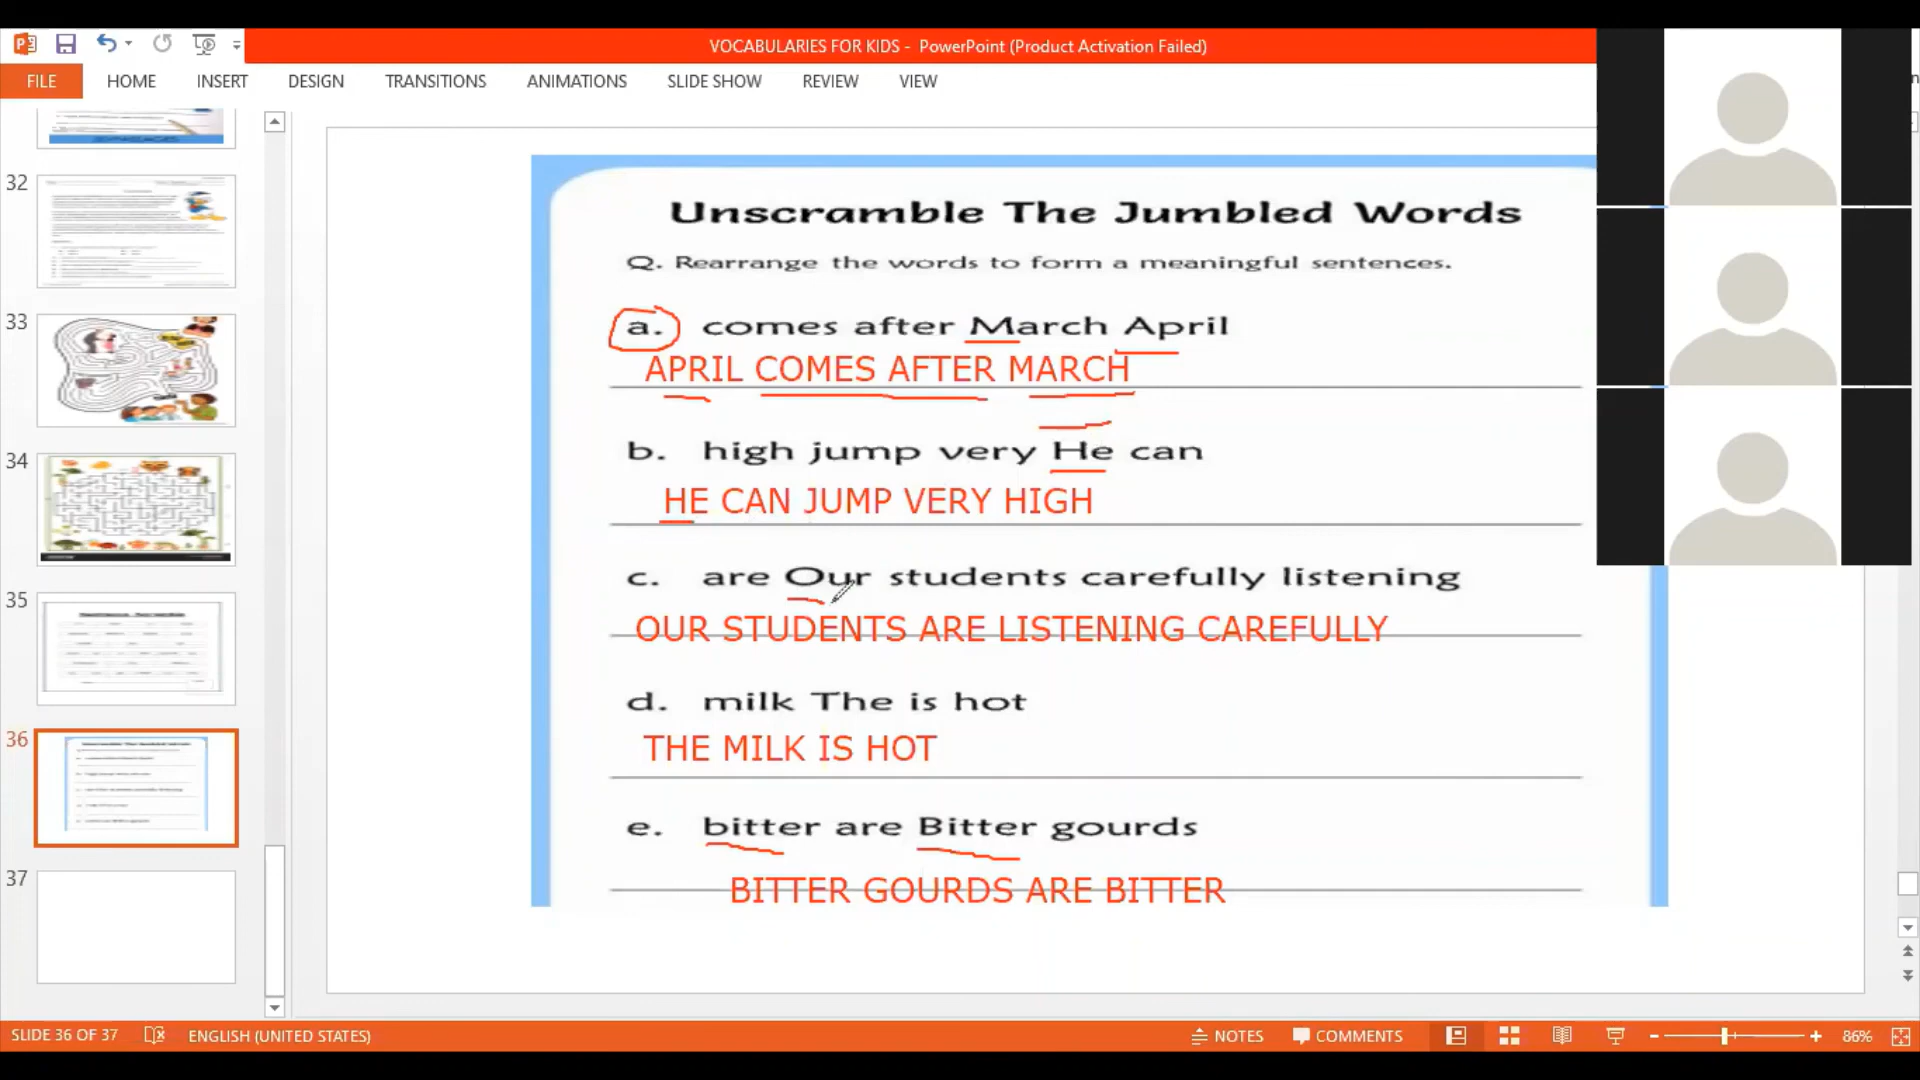 VOCABULARIES FOR KIDS - PowerPoint (Product Activation Failed)
FILE HOME INSERT DESIGN TRANSITIONS ANIMATIONS SLIDE SHOW REVIEW VIEW
32
33
34
35
36
37
Unscramble The Jumbled Words
Q. Rearrange the words to form a meaningful sentences.
a. comes after March April
APRIL COMES AFTER MARCH
b. high jump very He can
HE CAN JUMP VERY HIGH
c. are Our students carefully listening
OUR STUDENTS ARE LISTENING CAREFULLY
d. milk The is hot
THE MILK IS HOT
e. bitter are Bitter gourds
BITTER GOURDS ARE BITTER
SLIDE 36 OF 37 ENGLISH (UNITED STATES) NOTES COMMENTS 86%